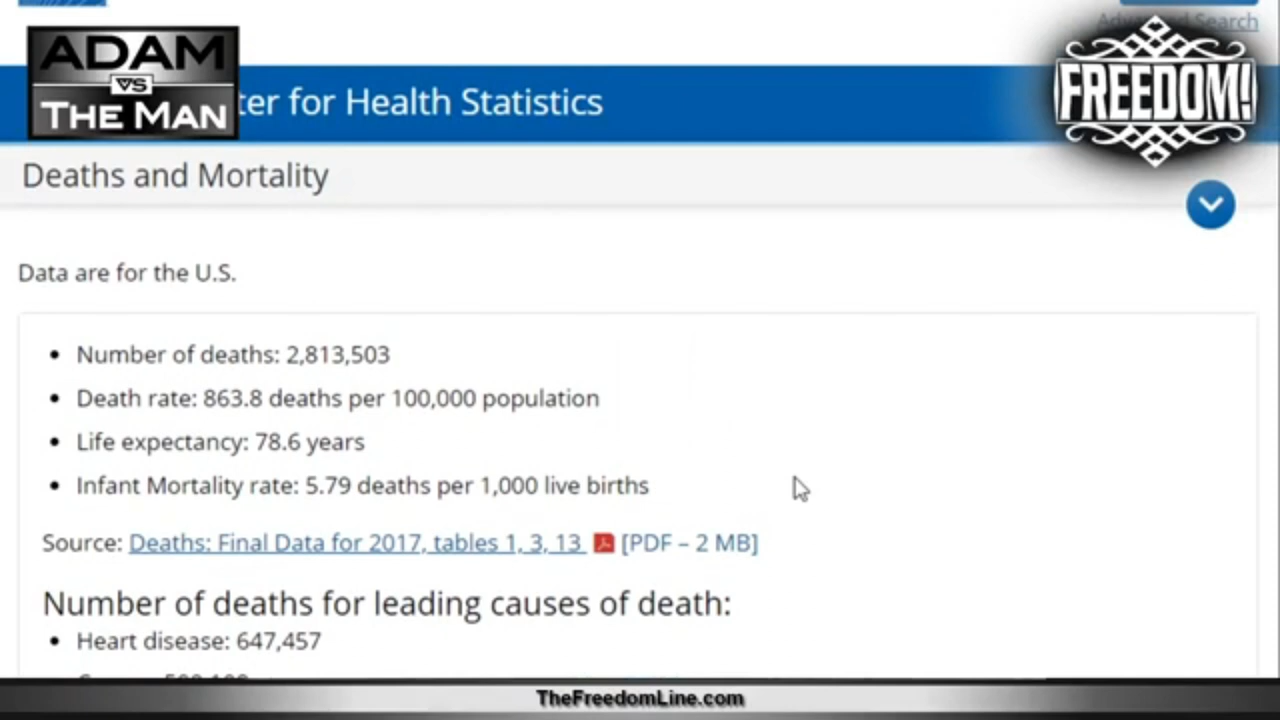 Search
ADAM
VS
THE MAN
ter for Health Statistics
FREEDOM!
Deaths and Mortality
Data are for the U.S.
• Number of deaths: 2,813,503
• Death rate: 863.8 deaths per 100,000 population
• Life expectancy: 78.6 years
• Infant Mortality rate: 5.79 deaths per 1,000 live births
Source: Deaths: Final Data for 2017, tables 1, 3, 13 [PDF – 2 MB]
Number of deaths for leading causes of death:
• Heart disease: 647,457
TheFreedomLine.com